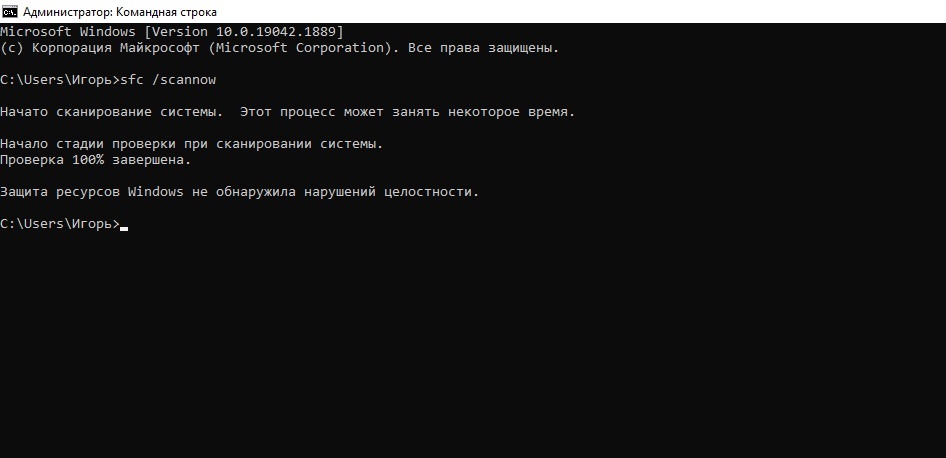 Администратор: Командная строка
Microsoft Windows [Version 10.0.19042.1889]
(c) Корпорация Майкрософт (Microsoft Corporation). Все права защищены.
C:\Users\Игорь>sfc /scannow
Начато сканирование системы.  Этот процесс может занять некоторое время.
Начало стадии проверки при сканировании системы.
Проверка 100% завершена.
Защита ресурсов Windows не обнаружила нарушений целостности.
C:\Users\Игорь>